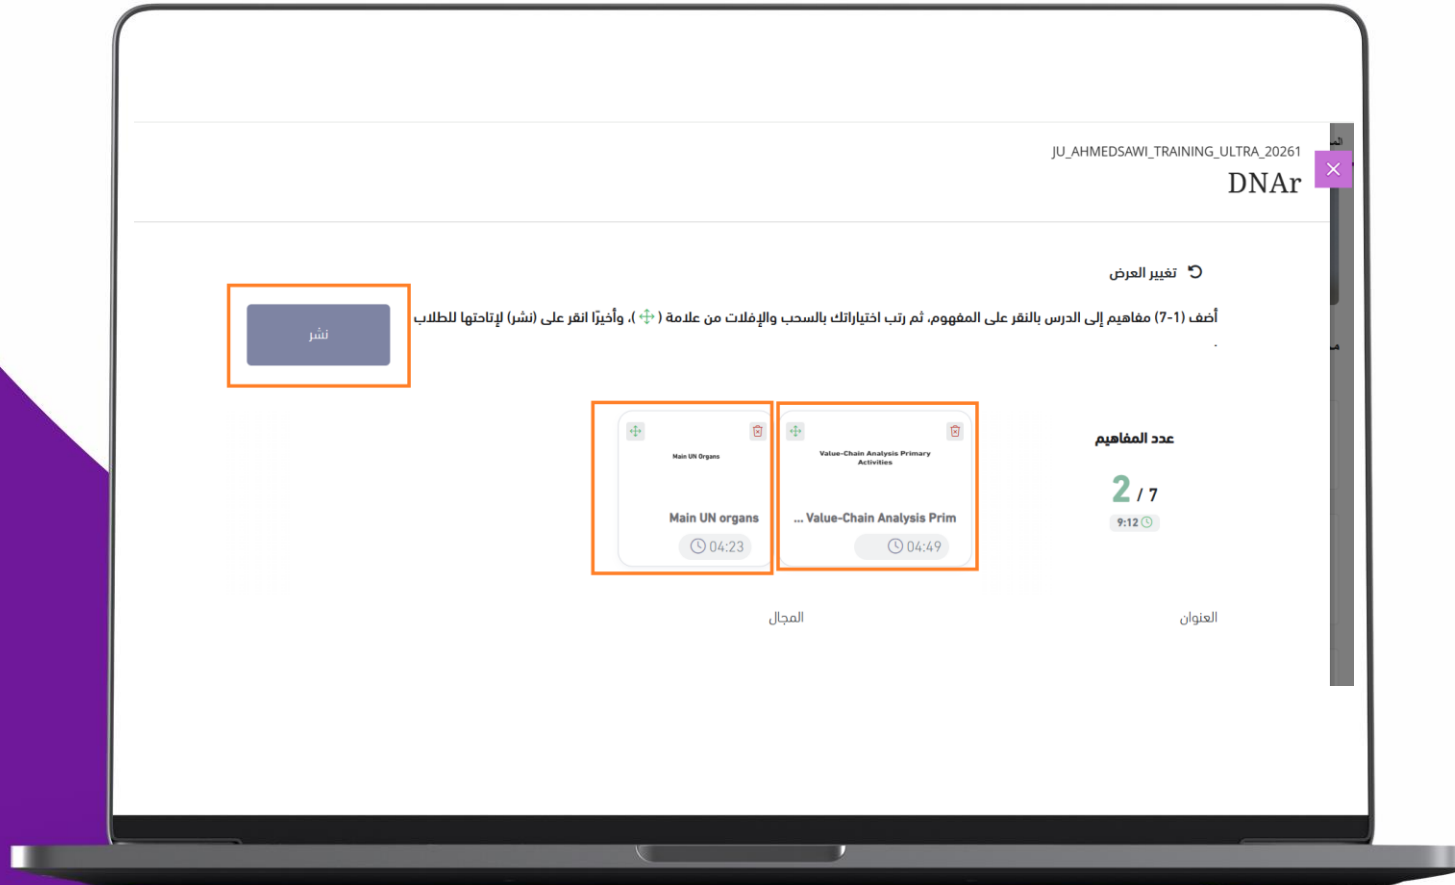 JU_AHMEDSAWI_TRAINING_ULTRA_20261
DNAr
تغيير العرض
أضف (1-7) مفاهيم إلى الدرس بالنقر على المفهوم، ثم رتب اختياراتك بالسحب والإفلات من علامة ( )، وأخيرًا انقر على (نشر) لإتاحتها للطلاب
.
نشر
عدد المفاهيم
2 / 7
9:12
Value-Chain Analysis Primary
Activities
Value-Chain Analysis Prim ...
04:49
Main UN Organs
Main UN organs
04:23
العنوان
المجال